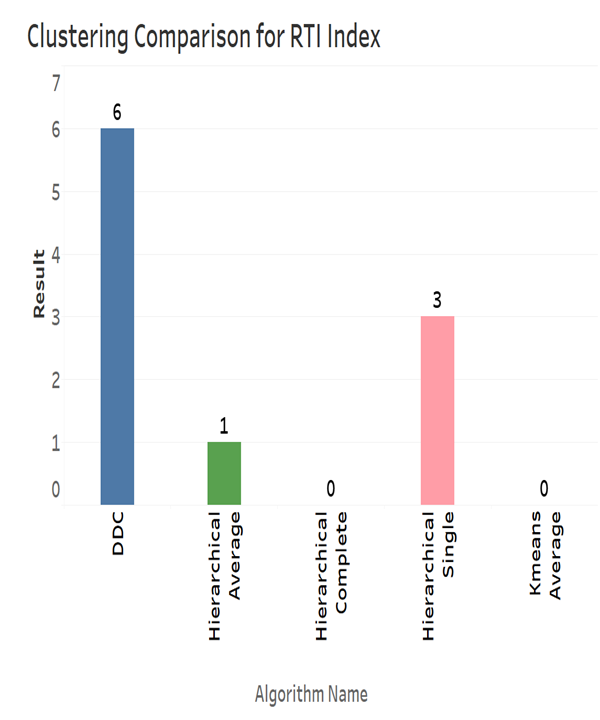 Clustering Comparison for RTI Index
7
6
5
4
3
2
1
0
Result
6
1
0
3
0
DDC
Hierarchical
Average
Hierarchical
Complete
Hierarchical
Single
Kmeans
Average
Algorithm Name